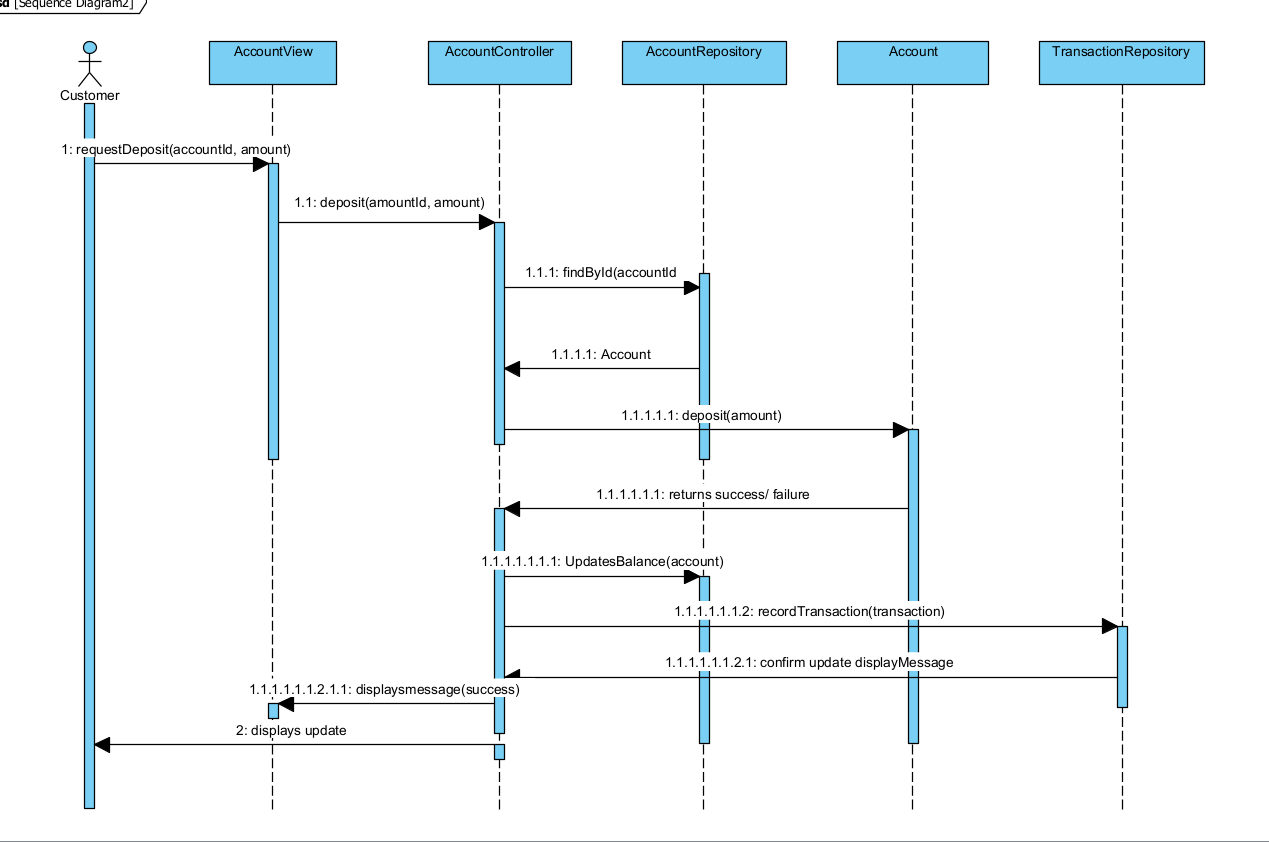 sd [Sequence Diagram2]
AccountView
AccountController
AccountRepository
Account
TransactionRepository
Customer
1: requestDeposit(accountId, amount)
1.1: deposit(amountId, amount)
1.1.1: findById(accountId
1.1.1.1: Account
1.1.1.1.1: deposit(amount)
1.1.1.1.1.1: returns success/ failure
1.1.1.1.1.1.1: UpdatesBalance(account)
1.1.1.1.1.1.2: recordTransaction(transaction)
1.1.1.1.1.1.2.1: confirm update displayMessage
1.1.1.1.1.1.2.1.1: displaysmessage(success)
2: displays update